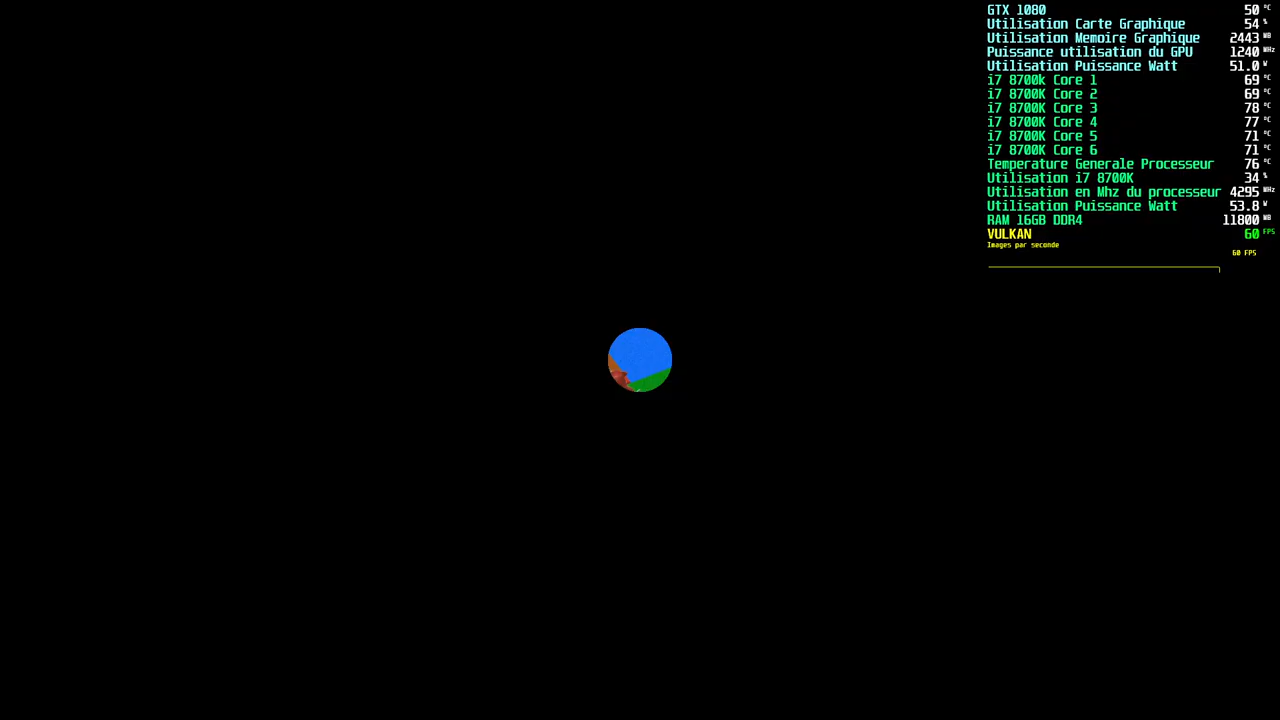 GTX 1080 50 °C
Utilisation Carte Graphique 54 %
Utilisation Memoire Graphique 2443 MB
Puissance utilisation du GPU 1240 MHz
Utilisation Puissance Watt 51.0 W
i7 8700k Core 1 69 °C
i7 8700K Core 2 69 °C
i7 8700K Core 3 78 °C
i7 8700K Core 4 77 °C
i7 8700K Core 5 71 °C
i7 8700K Core 6 71 °C
Temperature Generale Processeur 76 °C
Utilisation i7 8700K 34 %
Utilisation en Mhz du processeur 4295 MHz
Utilisation Puissance Watt 53.8 W
RAM 16GB DDR4 11800 MB
VULKAN 60 FPS
Images par seconde
60 FPS